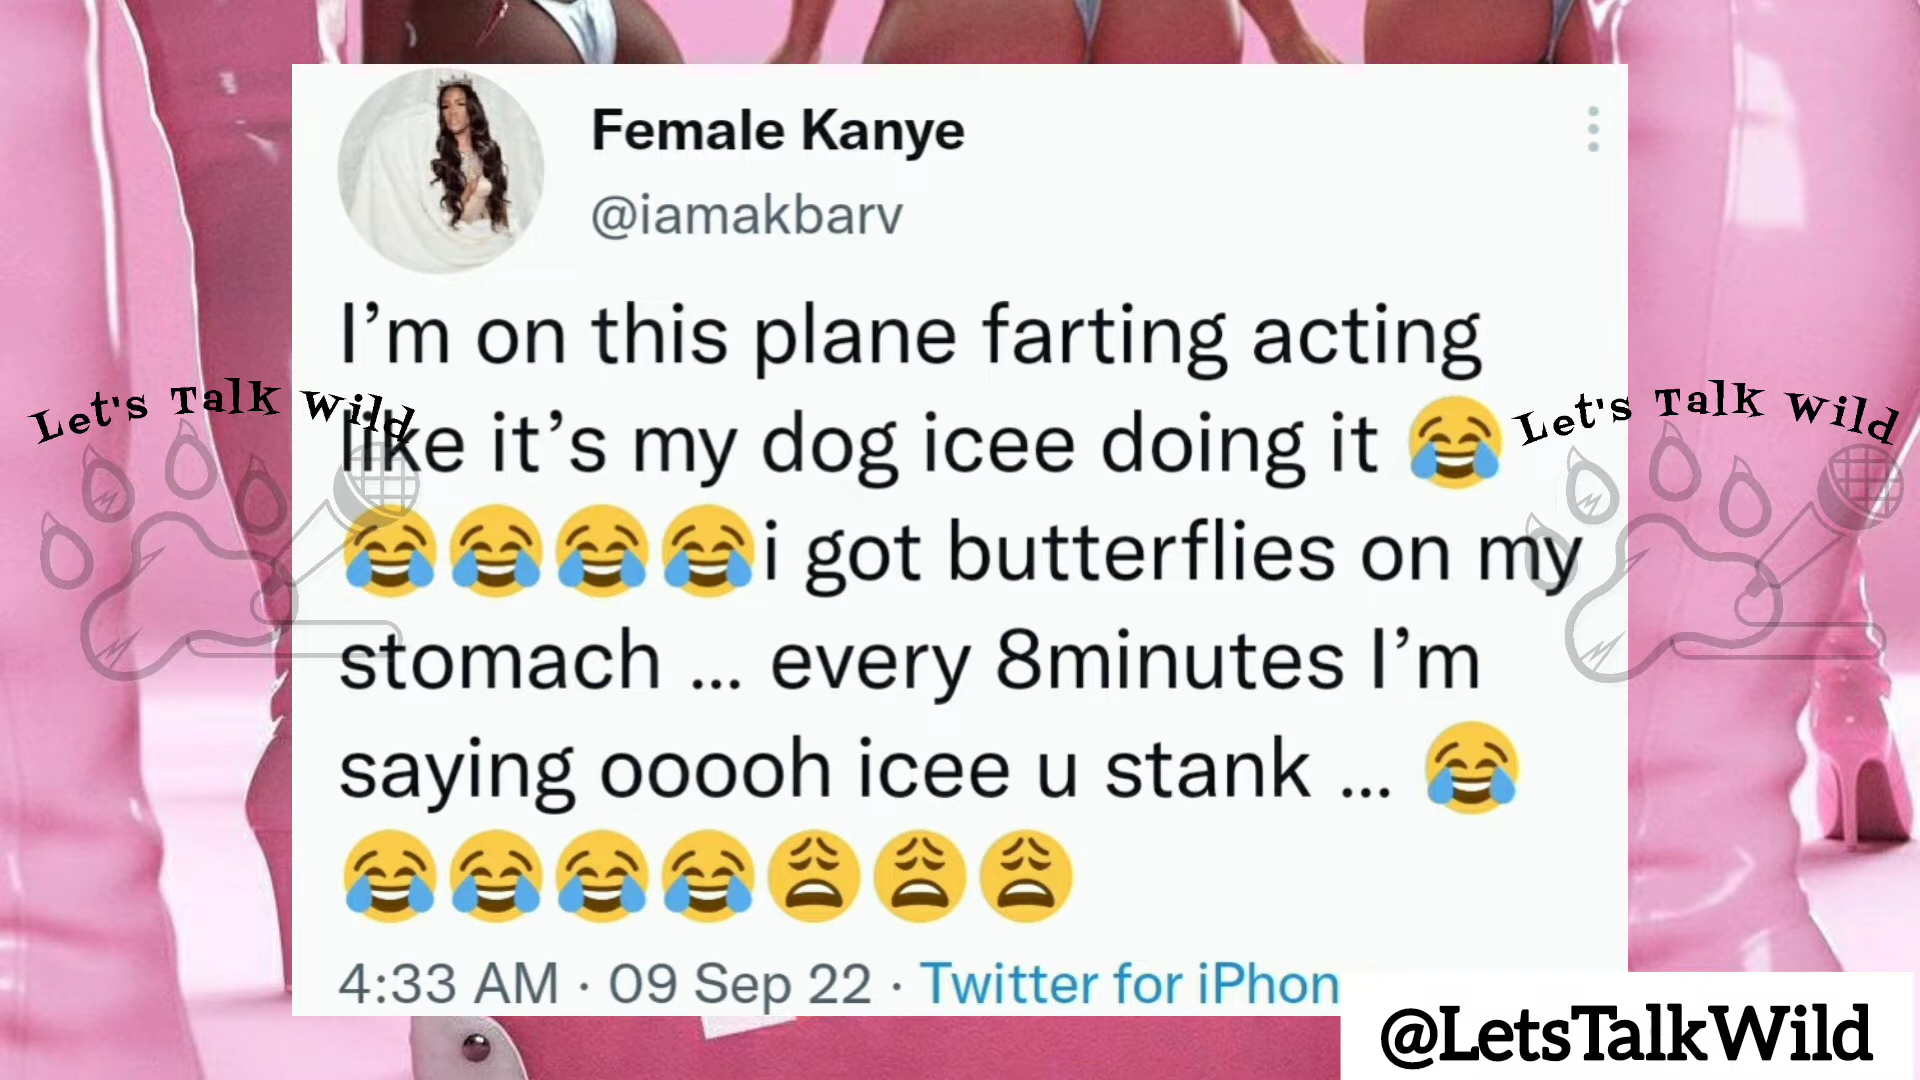 Female Kanye
@iamakbarv
I’m on this plane farting acting
like it’s my dog icee doing it 😂
😂😂😂😂i got butterflies on my
stomach ... every 8minutes I’m
saying ooooh icee u stank ... 😂
😂😂😂😂😩😩😩
4:33 AM · 09 Sep 22 · Twitter for iPhon
Let's Talk Wild
Let's Talk Wild
@LetsTalkWild